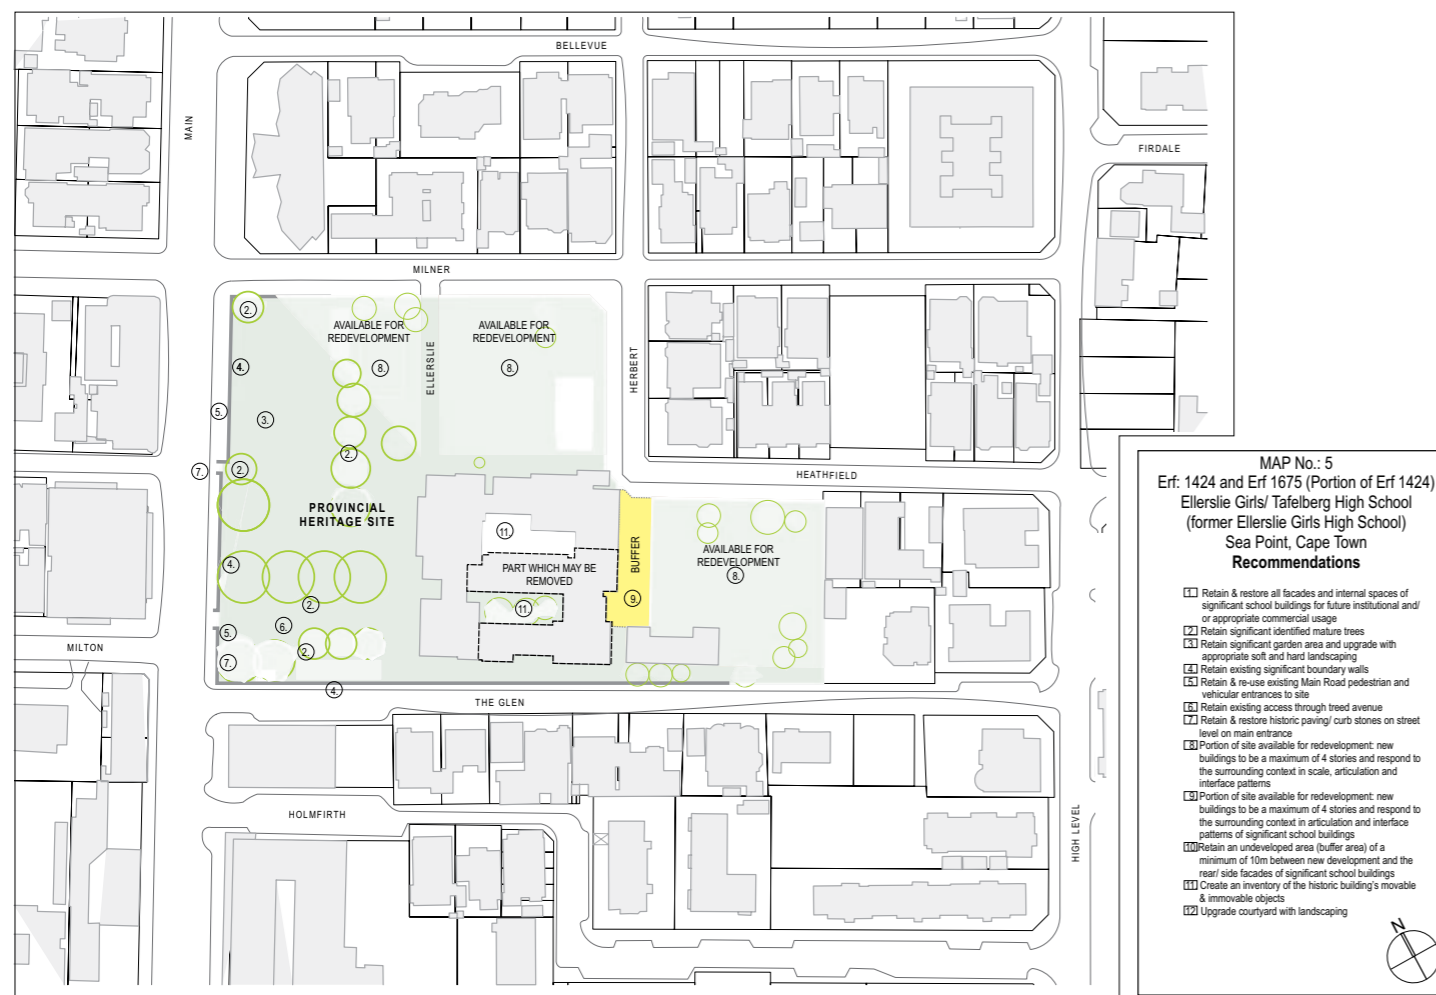 BELLEVUE
MAIN
FIRDALE
MILNER
2.
AVAILABLE FOR
REDEVELOPMENT
8.
AVAILABLE FOR
REDEVELOPMENT
8.
4.
ELLERSLIE
HERBERT
5.
3.
2.
7.
2.
HEATHFIELD
PROVINCIAL
HERITAGE SITE
11.
BUFFER
AVAILABLE FOR
REDEVELOPMENT
8.
4.
PART WHICH MAY BE
REMOVED
2.
11.
9.
5.
6.
MILTON
7.
2.
4.
THE GLEN
HOLMFIRTH
HIGH LEVEL
MAP No.: 5
Erf: 1424 and Erf 1675 (Portion of Erf 1424)
Ellerslie Girls/ Tafelberg High School
(former Ellerslie Girls High School)
Sea Point, Cape Town
Recommendations
1 Retain & restore all facades and internal spaces of
significant school buildings for future institutional and/
or appropriate commercial usage
2 Retain significant identified mature trees
3 Retain significant garden area and upgrade with
appropriate soft and hard landscaping
4 Retain existing significant boundary walls
5 Retain & re-use existing Main Road pedestrian and
vehicular entrances to site
6 Retain existing access through treed avenue
7 Retain & restore historic paving/ curb stones on street
level on main entrance
8 Portion of site available for redevelopment: new
buildings to be a maximum of 4 stories and respond to
the surrounding context in scale, articulation and
interface patterns
9 Portion of site available for redevelopment: new
buildings to be a maximum of 4 stories and respond to
the surrounding context in articulation and interface
patterns of significant school buildings
10 Retain an undeveloped area (buffer area) of a
minimum of 10m between new development and the
rear/ side facades of significant school buildings
11 Create an inventory of the historic building's movable
& immovable objects
12 Upgrade courtyard with landscaping
N